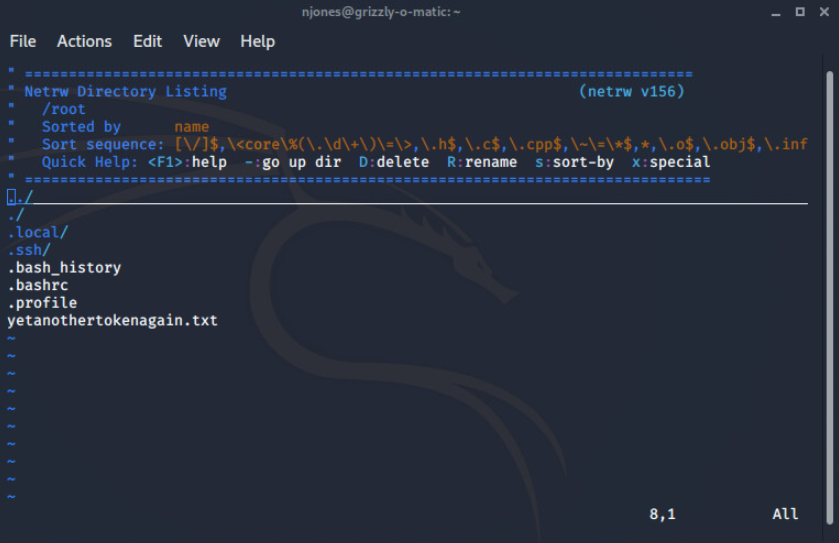 njones@grizzly-o-matic: ~
File Actions Edit View Help
" ============================================================================
" Netrw Directory Listing (netrw v156)
" /root
" Sorted by name
" Sort sequence: [\/]$,\<core\%(\.\d\+\)\=\>,\.h$,\.c$,\.cpp$,\~\=\*$,*,\.o$,\.obj$,\.inf
" Quick Help: <F1>:help -:go up dir D:delete R:rename s:sort-by x:special
" ==============================================================================
../
./
.local/
.ssh/
.bash_history
.bashrc
.profile
yetanothertokenagain.txt
~
~
~
~
~
~
~
~
~
~
8,1 All